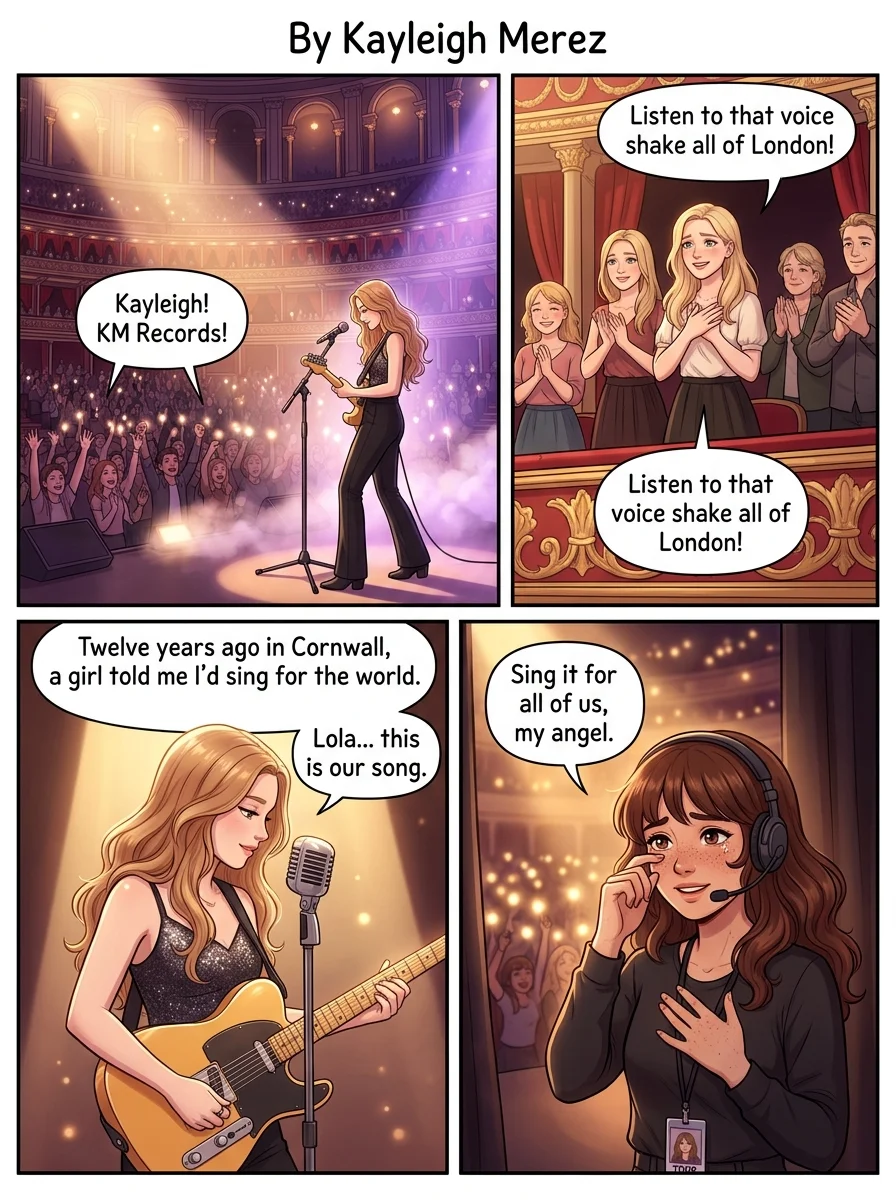 By Kayleigh Merez
Kayleigh!
KM Records!
Listen to that voice
shake all of London!
Listen to that
voice shake all of
London!
Twelve years ago in Cornwall,
a girl told me I'd sing for the world.
Lola... this
is our song.
Sing it for
all of us,
my angel.